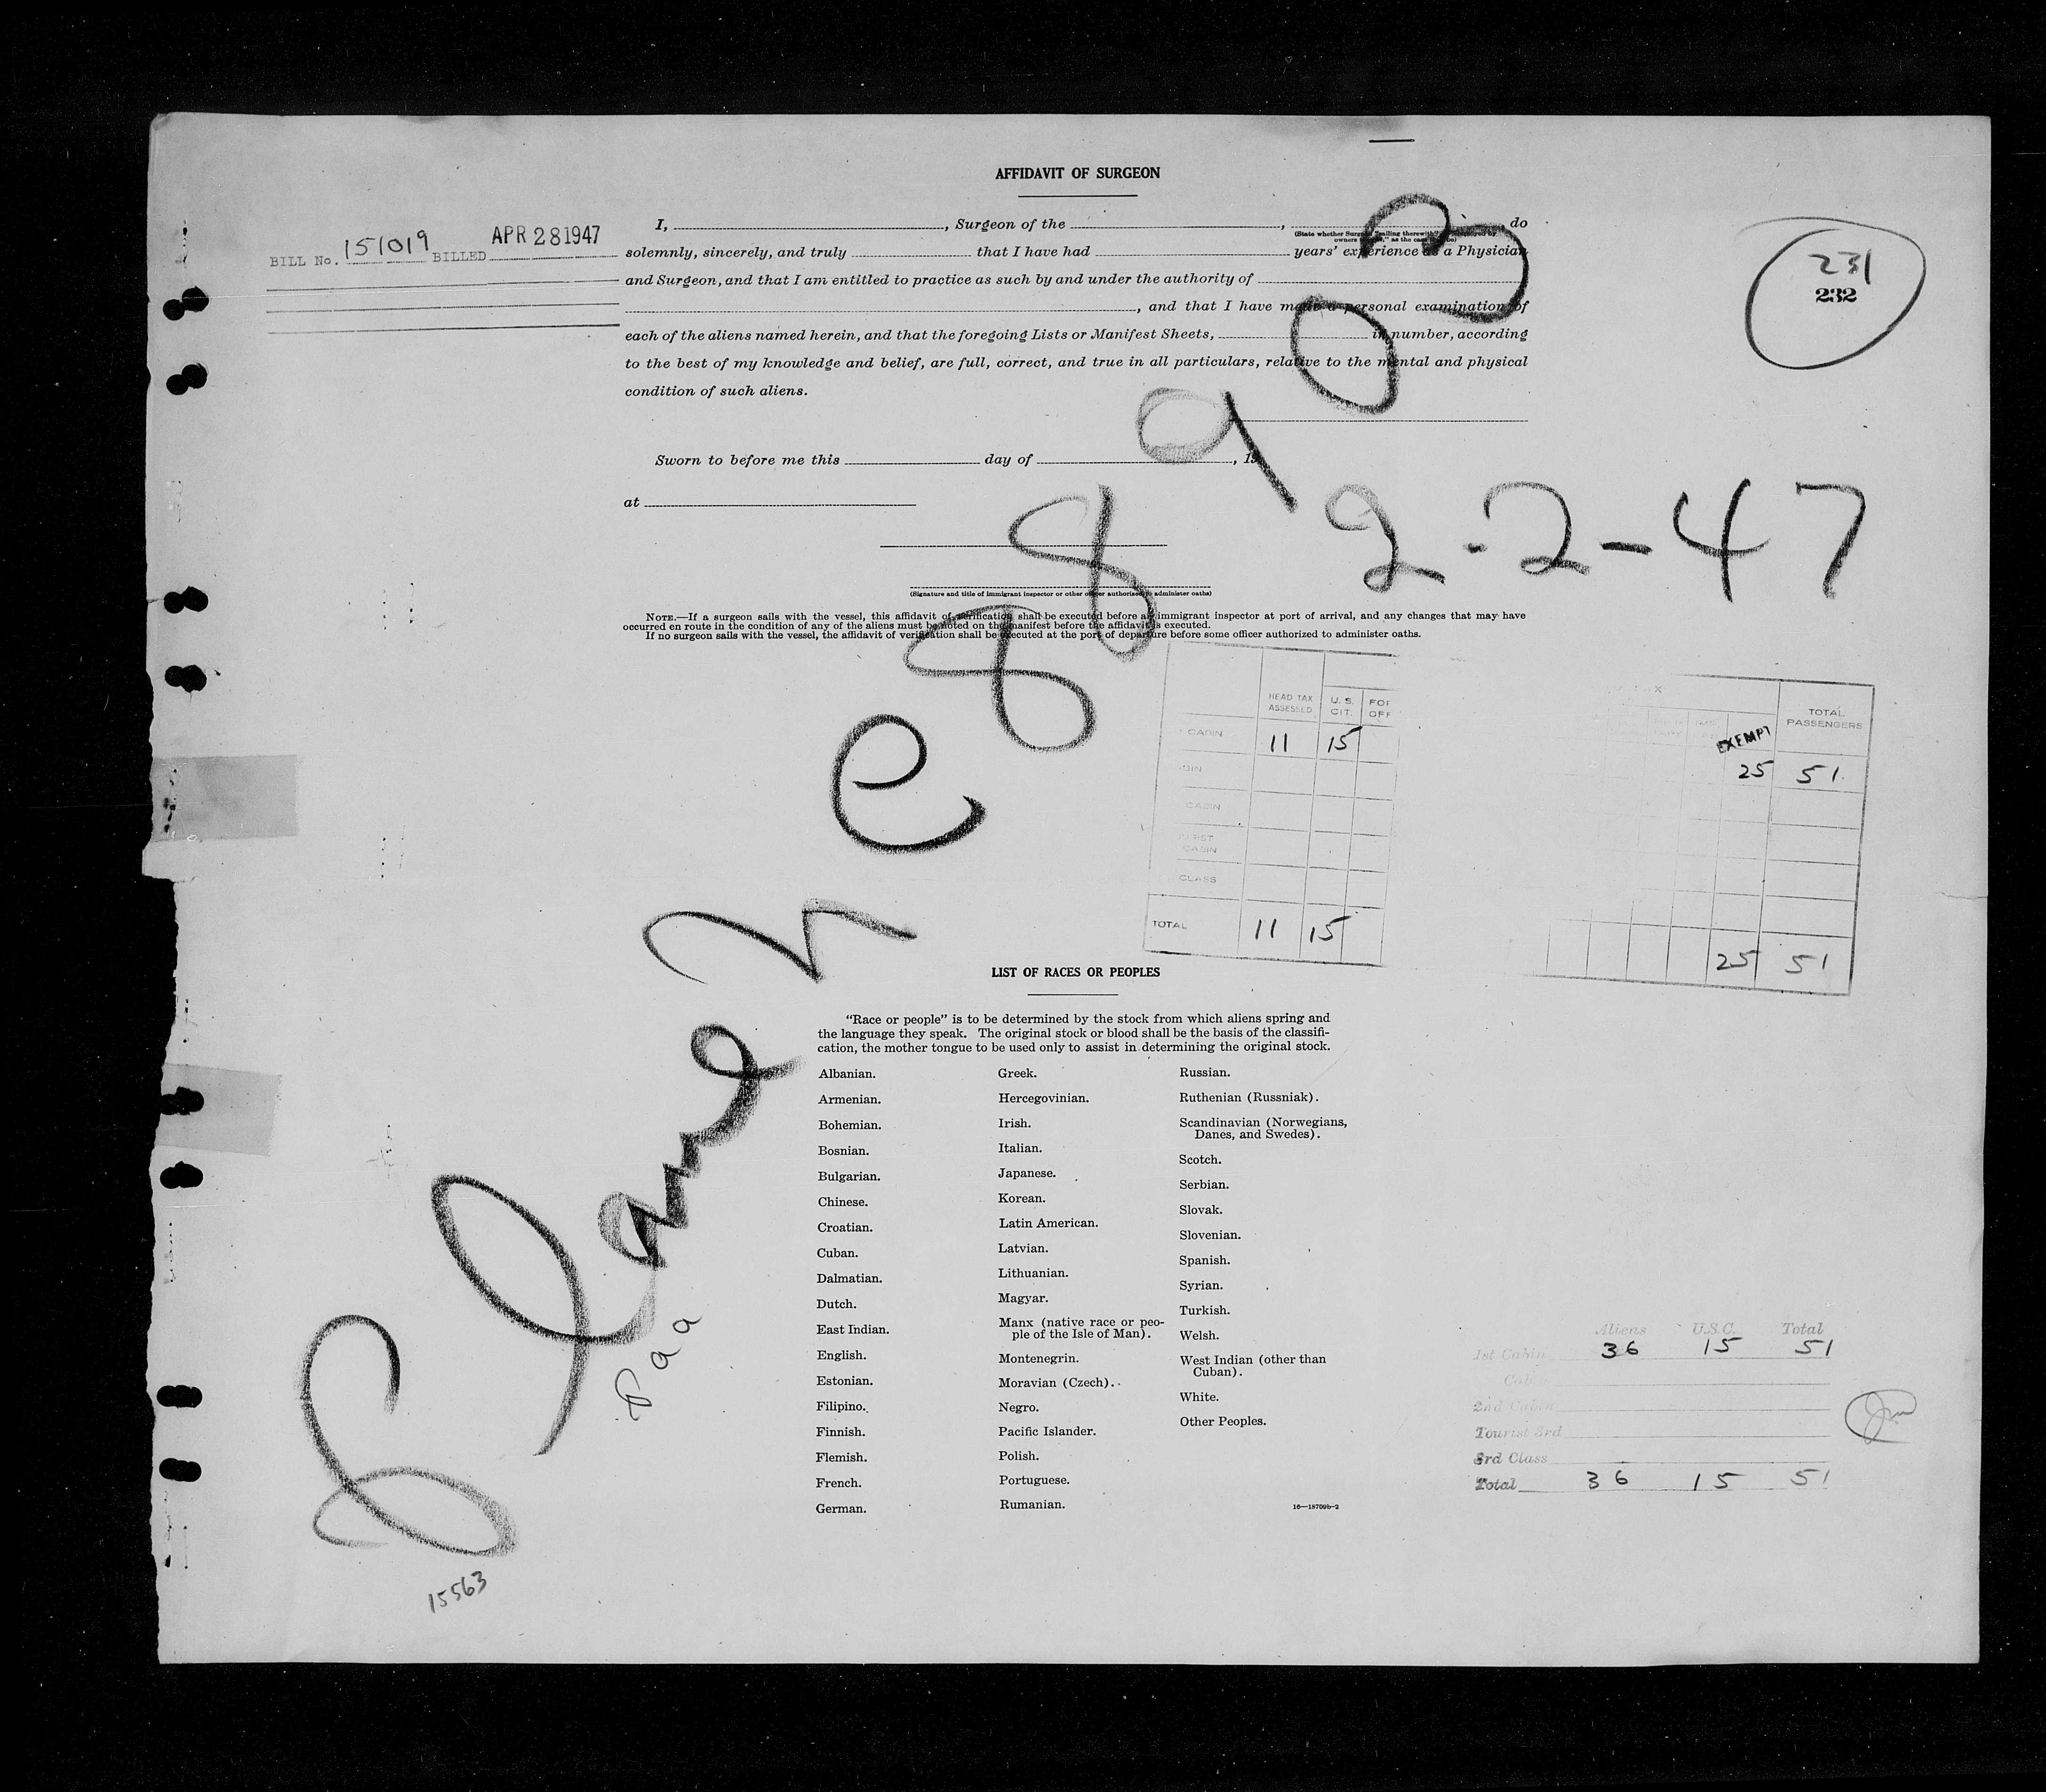 AFFIDAVIT OF SURGEON
I, , Surgeon of the , do
solemnly, sincerely, and truly that I have had years' experience as a Physician
and Surgeon, and that I am entitled to practice as such by and under the authority of
, and that I have made a personal examination of
each of the aliens named herein, and that the foregoing Lists or Manifest Sheets, in number, according
to the best of my knowledge and belief, are full, correct, and true in all particulars, relative to the mental and physical
condition of such aliens.
Sworn to before me this day of , 19
at
(Signature and title of immigrant inspector or other officer authorized to administer oaths)
NOTE.—If a surgeon sails with the vessel, this affidavit of verification shall be executed before an immigrant inspector at port of arrival, and any changes that may have
occurred en route in the condition of any of the aliens must be noted on the manifest before the affidavit is executed.
If no surgeon sails with the vessel, the affidavit of verification shall be executed at the port of departure before some officer authorized to administer oaths.
BILL No. 151019 BILLED APR 28 1947
231
232
Plane 88903
2-2-47
Paa
15563
HEAD TAX ASSESSED U. S. CIT.
CABIN 11 15
CABIN
CLASS
TOTAL 11 15
EXEMPT TOTAL PASSENGERS
25 51
25 51
LIST OF RACES OR PEOPLES
"Race or people" is to be determined by the stock from which aliens spring and
the language they speak. The original stock or blood shall be the basis of the classifi-
cation, the mother tongue to be used only to assist in determining the original stock.
Albanian.
Armenian.
Bohemian.
Bosnian.
Bulgarian.
Chinese.
Croatian.
Cuban.
Dalmatian.
Dutch.
East Indian.
English.
Estonian.
Filipino.
Finnish.
Flemish.
French.
German.
Greek.
Hercegovinian.
Irish.
Italian.
Japanese.
Korean.
Latin American.
Latvian.
Lithuanian.
Magyar.
Manx (native race or peo-
ple of the Isle of Man).
Montenegrin.
Moravian (Czech).
Negro.
Pacific Islander.
Polish.
Portuguese.
Rumanian.
Russian.
Ruthenian (Russniak).
Scandinavian (Norwegians,
Danes, and Swedes).
Scotch.
Serbian.
Slovak.
Slovenian.
Spanish.
Syrian.
Turkish.
Welsh.
West Indian (other than
Cuban).
White.
Other Peoples.
16—18709b-2
Aliens U.S.C. Total
1st Cabin 36 15 51
2nd Cabin
Tourist 3rd
3rd Class
Total 36 15 51